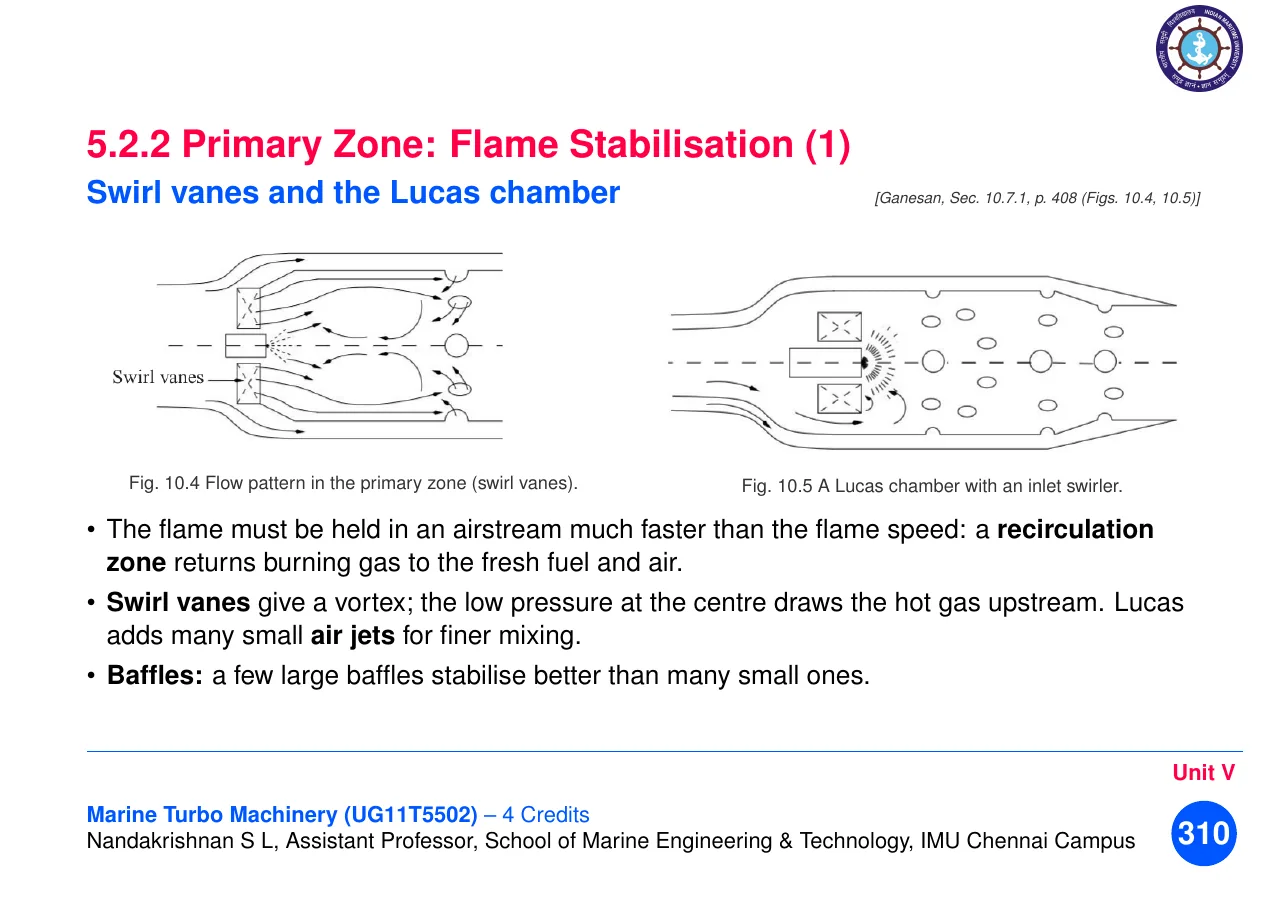 INDIAN MARITIME UNIVERSITY
5.2.2 Primary Zone: Flame Stabilisation (1)
Swirl vanes and the Lucas chamber
[Ganesan, Sec. 10.7.1, p. 408 (Figs. 10.4, 10.5)]
Swirl vanes
Fig. 10.4 Flow pattern in the primary zone (swirl vanes).
Fig. 10.5 A Lucas chamber with an inlet swirler.
• The flame must be held in an airstream much faster than the flame speed: a recirculation
zone returns burning gas to the fresh fuel and air.
• Swirl vanes give a vortex; the low pressure at the centre draws the hot gas upstream. Lucas
adds many small air jets for finer mixing.
• Baffles: a few large baffles stabilise better than many small ones.
Unit V
Marine Turbo Machinery (UG11T5502) – 4 Credits
Nandakrishnan S L, Assistant Professor, School of Marine Engineering & Technology, IMU Chennai Campus
310